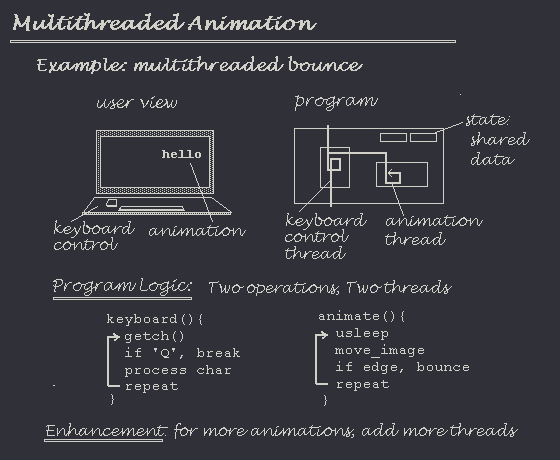 Multithreaded Animation
Example: multithreaded bounce
user view
program
state:
shared
data
hello
keyboard
control
animation
keyboard
control
thread
animation
thread
Program Logic: Two operations, Two threads
keyboard(){
getch()
if 'Q', break
process char
repeat
}
animate(){
usleep
move_image
if edge, bounce
repeat
}
Enhancement: for more animations, add more threads